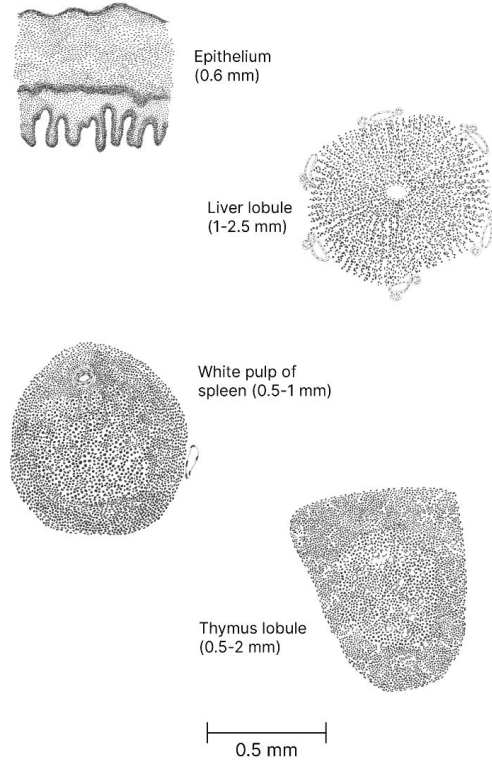 Epithelium
(0.6 mm)
Liver lobule
(1-2.5 mm)
White pulp of
spleen (0.5-1 mm)
Thymus lobule
(0.5-2 mm)
0.5 mm